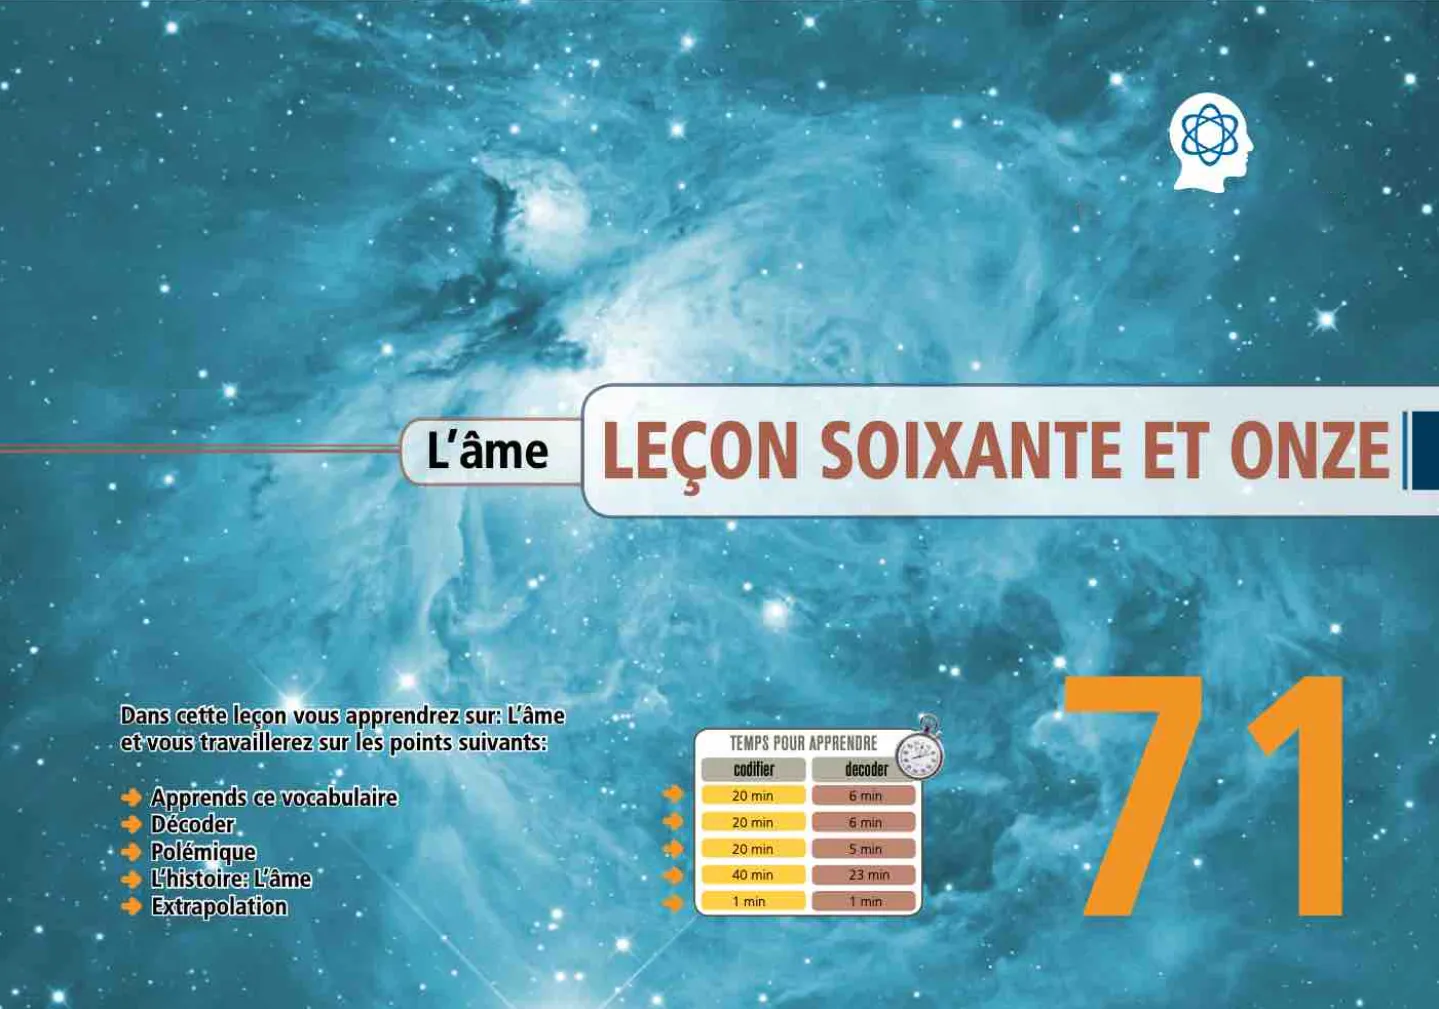 L'âme
LEÇON SOIXANTE ET ONZE
Dans cette leçon vous apprendrez sur: L'âme
et vous travaillerez sur les points suivants:
Apprends ce vocabulaire
Décoder
Polémique
L'histoire: L'âme
Extrapolation
TEMPS POUR APPRENDRE
codifier decoder
20 min 6 min
20 min 6 min
20 min 5 min
40 min 23 min
1 min 1 min
71